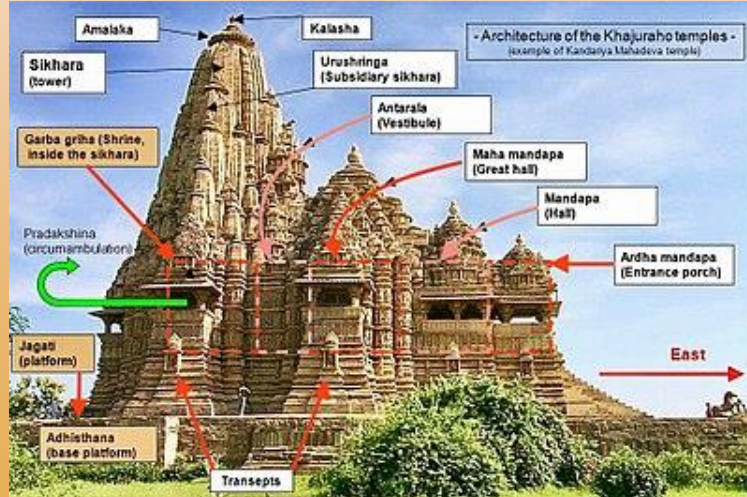 - Architecture of the Khajuraho temples -
(exemple of Kandariya Mahadeva temple)
Amalaka
Kalasha
Sikhara
(tower)
Urushringa
(Subsidiary sikhara)
Antarala
(Vestibule)
Garba griha (Shrine,
inside the sikhara)
Maha mandapa
(Great hall)
Mandapa
(Hall)
Pradakshina
(circumambulation)
Ardha mandapa
(Entrance porch)
Jagati
(platform)
East
Adhisthana
(base platform)
Transepts